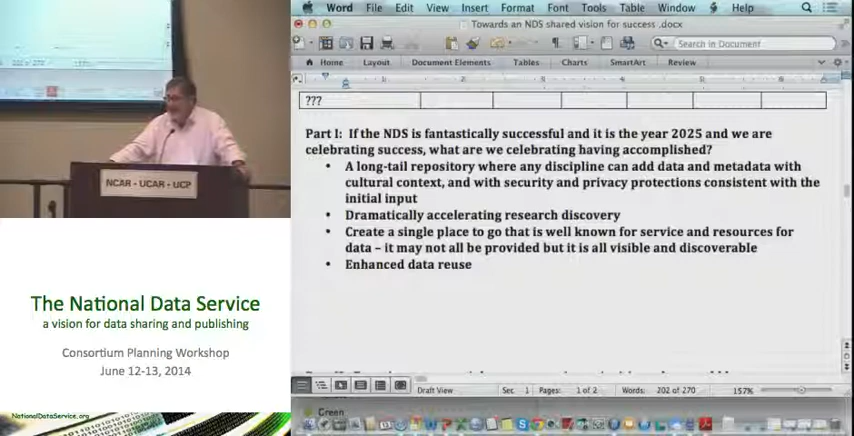 Word File Edit View Insert Format Font Tools Table Window Help
Towards an NDS shared vision for success .docx
Search in Document
Home Layout Document Elements Tables Charts SmartArt Review
???
Part I: If the NDS is fantastically successful and it is the year 2025 and we are
celebrating success, what are we celebrating having accomplished?
• A long-tail repository where any discipline can add data and metadata with
cultural context, and with security and privacy protections consistent with the
initial input
• Dramatically accelerating research discovery
• Create a single place to go that is well known for service and resources for
data – it may not all be provided but it is all visible and discoverable
• Enhanced data reuse
Draft View Sec 1 Pages: 1 of 2 Words: 202 of 270 157%
Green
NCAR - UCAR - UCP
The National Data Service
a vision for data sharing and publishing
Consortium Planning Workshop
June 12-13, 2014
NationalDataService.org